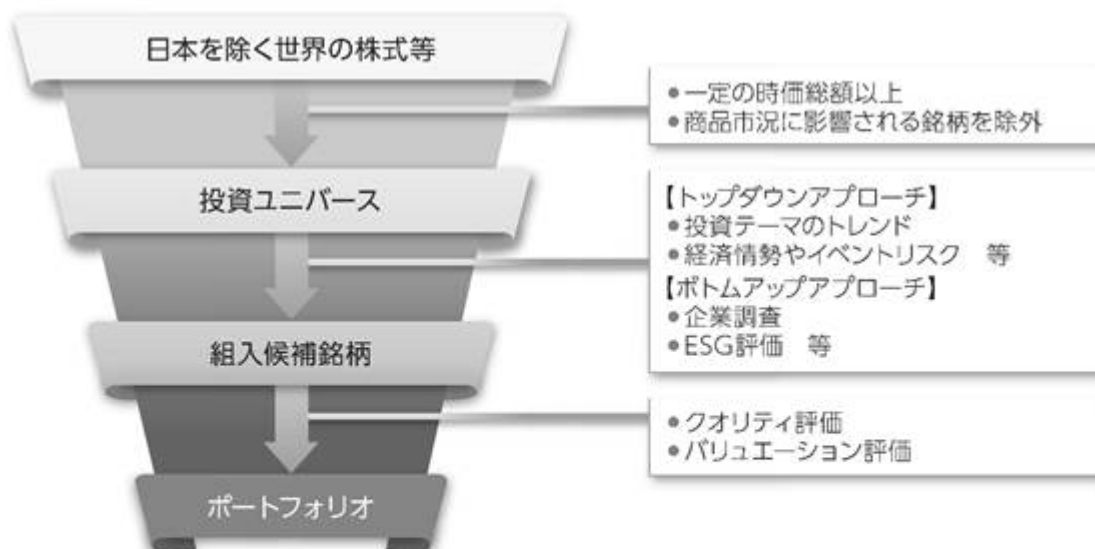 日本を除く世界の株式等
●一定の時価総額以上
●商品市況に影響される銘柄を除外
投資ユニバース
【トップダウンアプローチ】
●投資テーマのトレンド
●経済情勢やイベントリスク　等
【ボトムアップアプローチ】
●企業調査
●ESG評価　等
組入候補銘柄
●クオリティ評価
●バリュエーション評価
ポートフォリオ